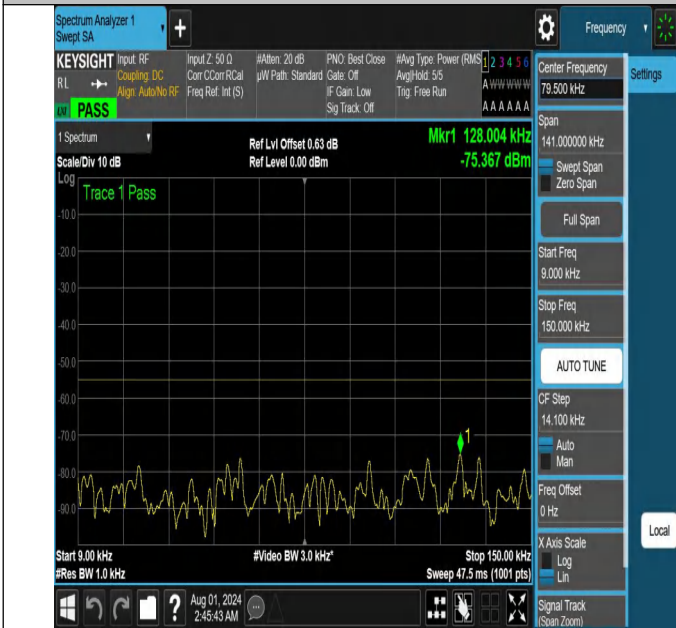 Spectrum Analyzer 1
Swept SA
+
Frequency
KEYSIGHT
RL
PASS
Input: RF
Coupling: DC
Align: Auto/No RF
Input Z: 50 Ω
Corr CCorr RCal
Freq Ref: Int (S)
#Atten: 20 dB
µW Path: Standard
PNO: Best Close
Gate: Off
IF Gain: Low
Sig Track: Off
#Avg Type: Power (RMS
Avg|Hold: 5/5
Trig: Free Run
1 2 3 4 5 6
A W W W W W
A A A A A A
1 Spectrum
Scale/Div 10 dB
Ref Lvl Offset 0.63 dB
Ref Level 0.00 dBm
Mkr1 128.004 kHz
-75.367 dBm
Log
Trace 1 Pass
-10.0
-20.0
-30.0
-40.0
-50.0
-60.0
-70.0
-80.0
-90.0
1
Start 9.00 kHz
#Res BW 1.0 kHz
#Video BW 3.0 kHz*
Stop 150.00 kHz
Sweep 47.5 ms (1001 pts)
Aug 01, 2024
2:45:43 AM
?
Center Frequency
79.500 kHz
Span
141.000000 kHz
Swept Span
Zero Span
Full Span
Start Freq
9.000 kHz
Stop Freq
150.000 kHz
AUTO TUNE
CF Step
14.100 kHz
Auto
Man
Freq Offset
0 Hz
X Axis Scale
Log
Lin
Signal Track
(Span Zoom)
Settings
Local